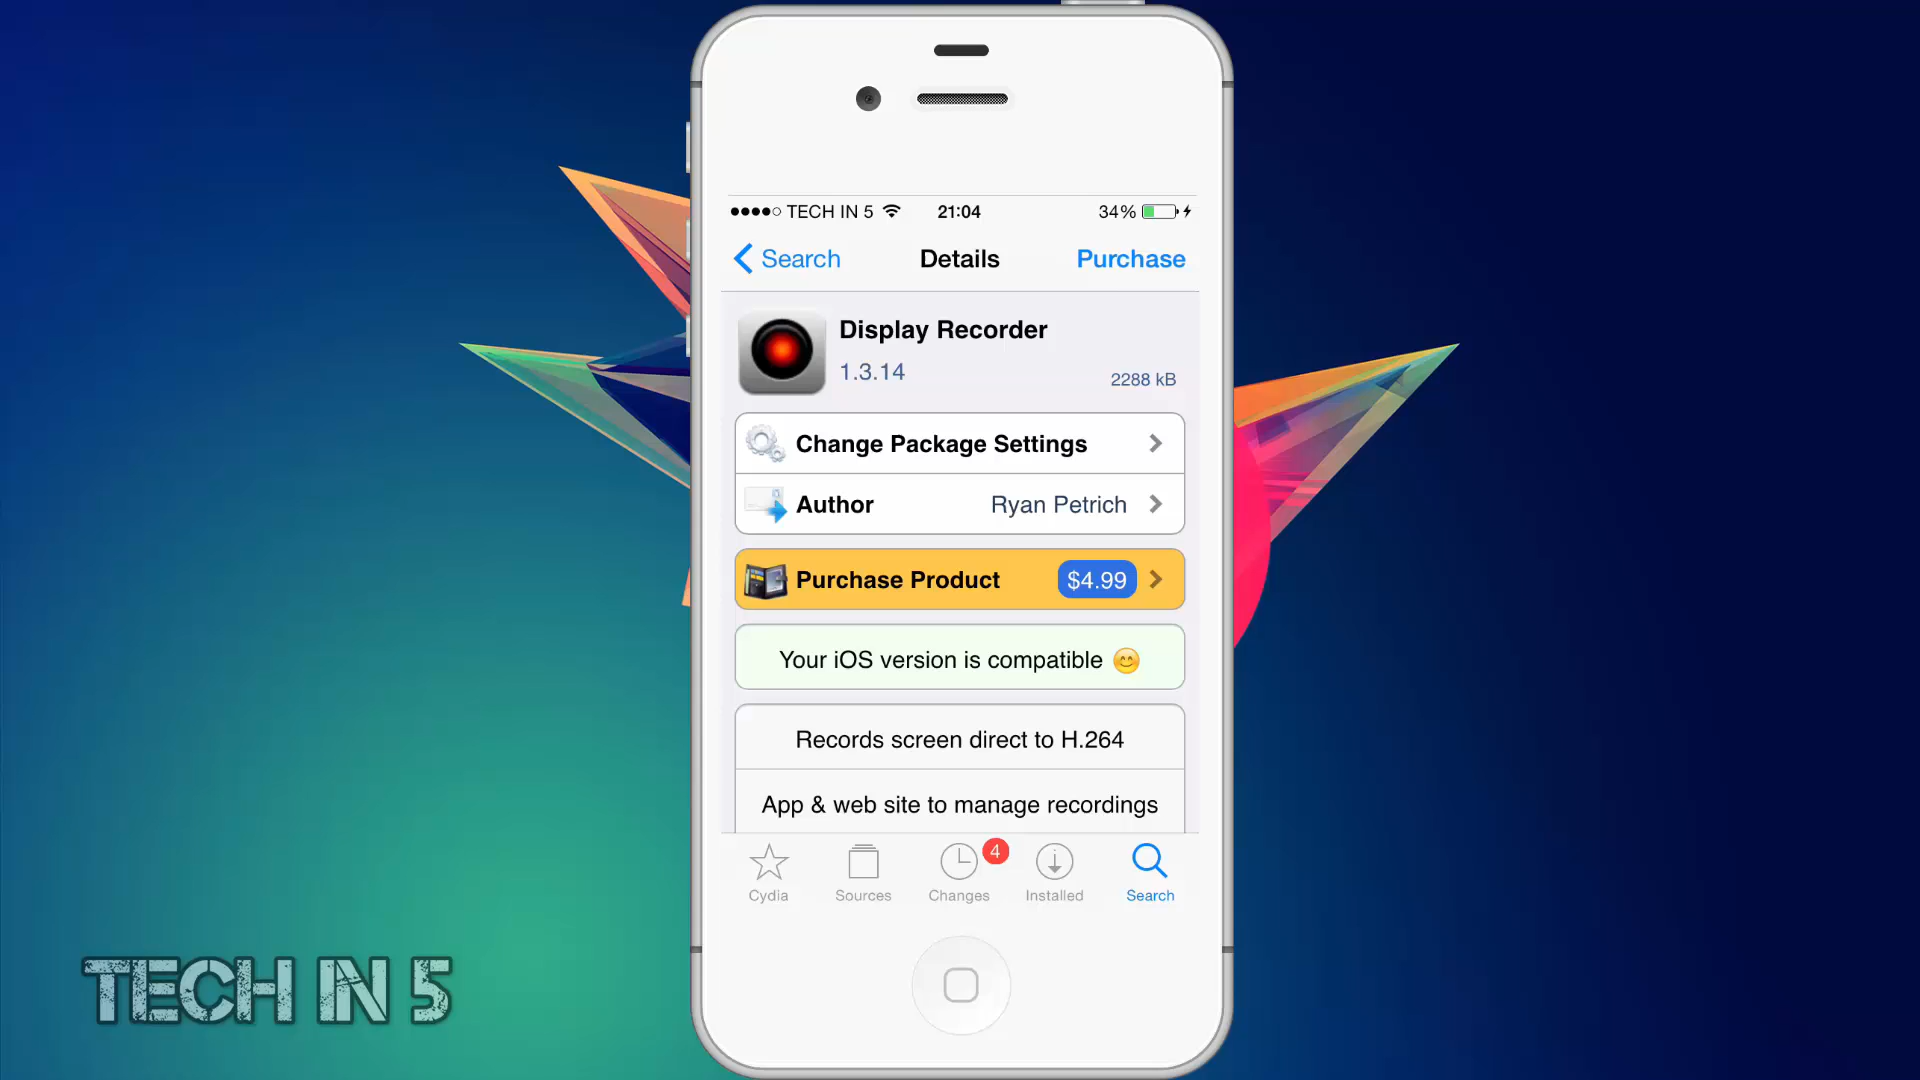 TECH IN 5
21:04
34%
Search
Details
Purchase
Display Recorder
1.3.14
2288 kB
Change Package Settings
Author
Ryan Petrich
Purchase Product
$4.99
Your iOS version is compatible 😊
Records screen direct to H.264
App & web site to manage recordings
4
Cydia
Sources
Changes
Installed
Search
TECH IN 5